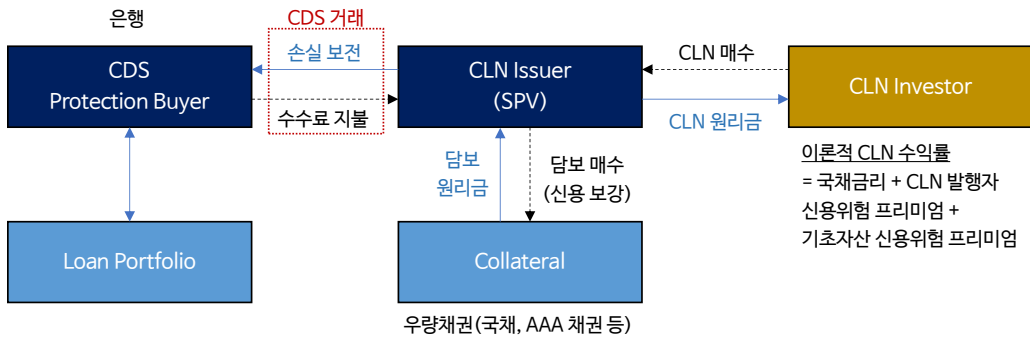 은행
CDS 거래
CDS
Protection Buyer
손실 보전
수수료 지불
CLN Issuer
(SPV)
CLN 매수
CLN 원리금
CLN Investor
담보
원리금
담보 매수
(신용 보강)
이론적 CLN 수익률
= 국채금리 + CLN 발행자
신용위험 프리미엄 +
기초자산 신용위험 프리미엄
Loan Portfolio
Collateral
우량채권(국채, AAA 채권 등)